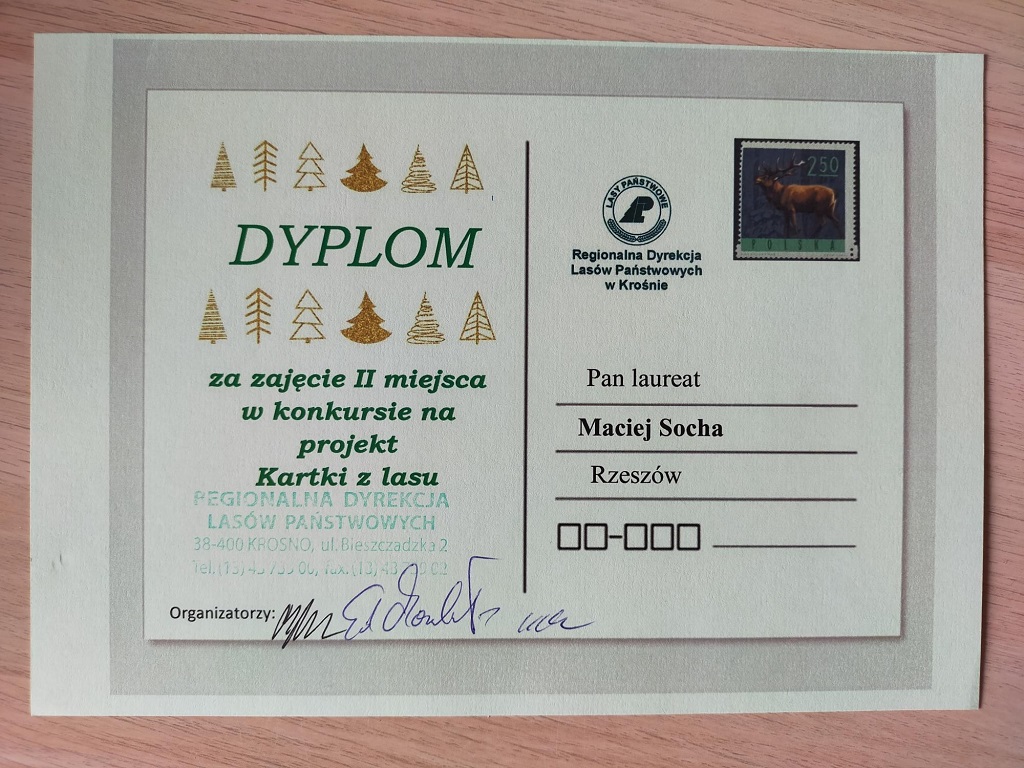 DYPLOM
za zajęcie II miejsca
w konkursie na
projekt
Kartki z lasu
REGIONALNA DYREKCJA
LASÓW PAŃSTWOWYCH
38-400 KROSNO, ul. Bieszczadzka 2
Organizatorzy:
LASY PAŃSTWOWE
Regionalna Dyrekcja
Lasów Państwowych
w Krośnie
2 50
POLSKA
Pan laureat
Maciej Socha
Rzeszów